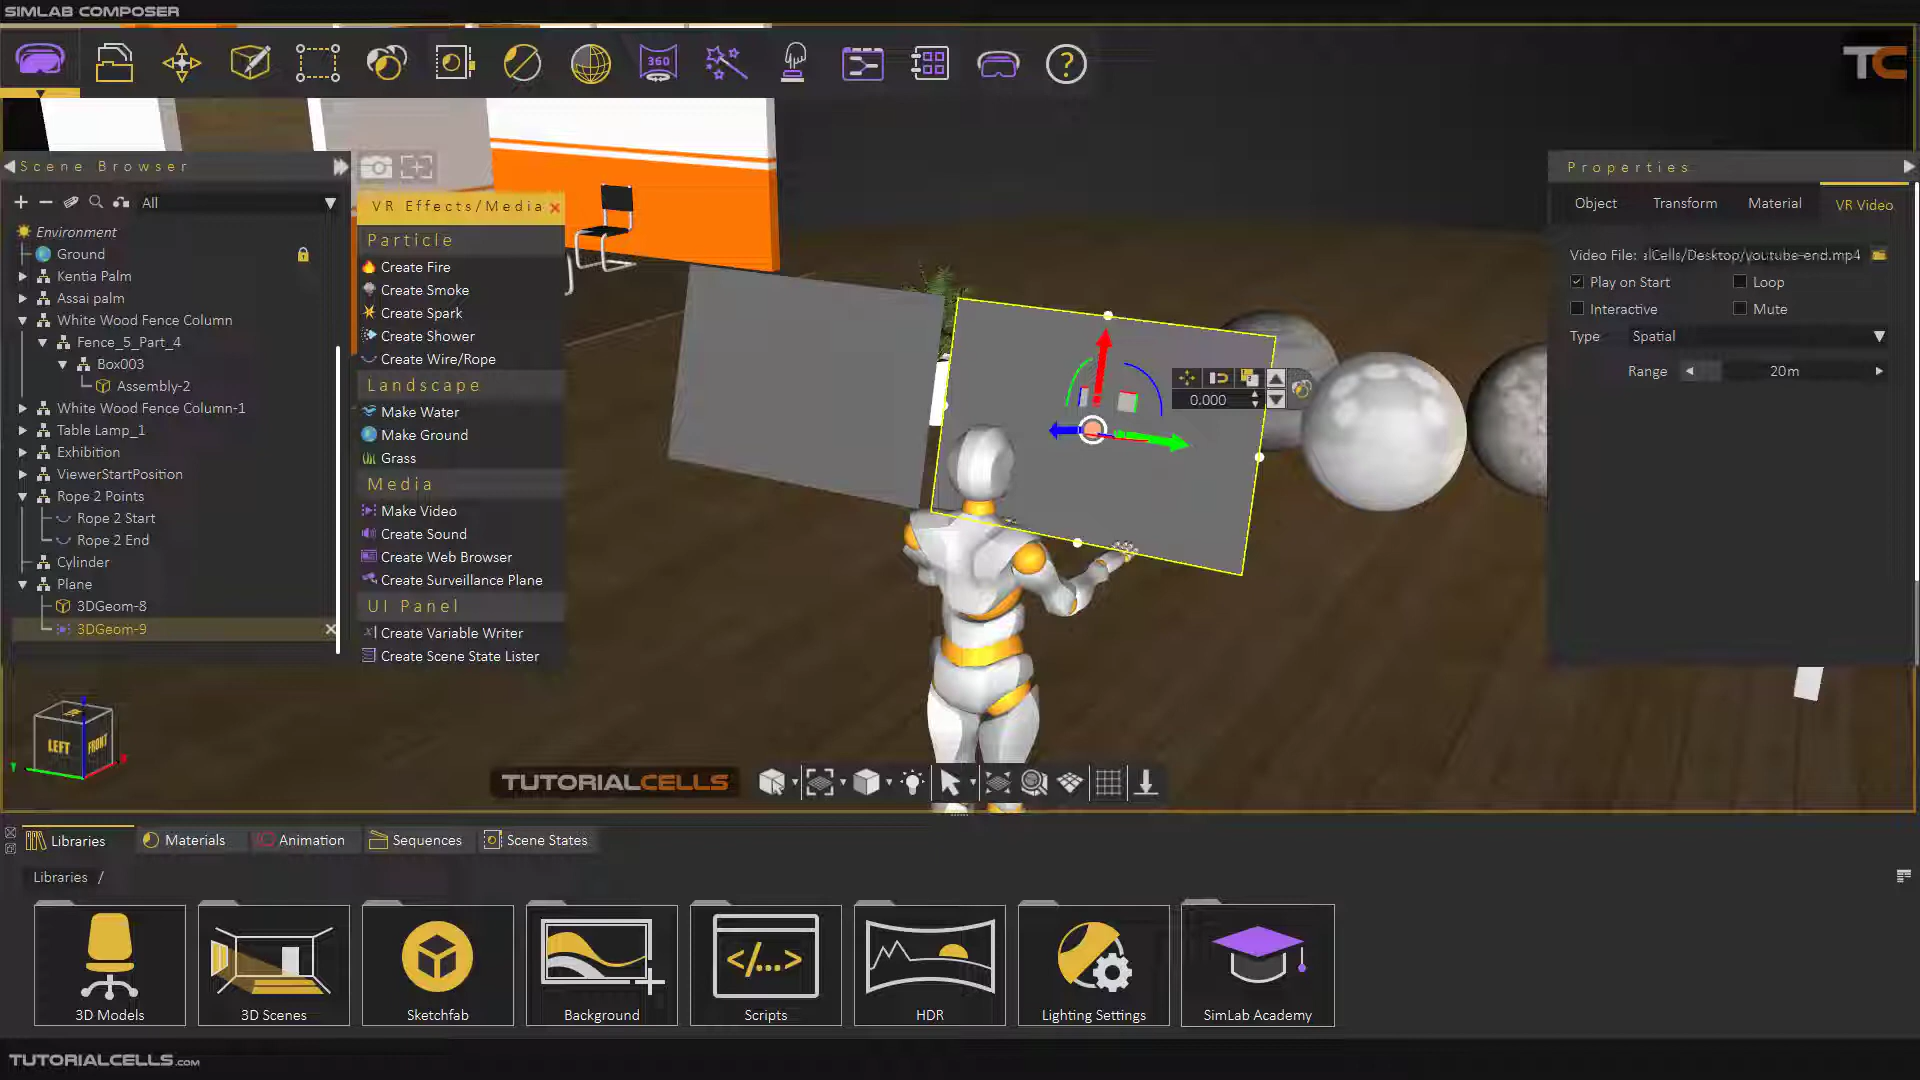 SIMLAB COMPOSER
360
?
TC
Scene Browser
All
Environment
Ground
Kentia Palm
Assai palm
White Wood Fence Column
Fence_5_Part_4
Box003
Assembly-2
White Wood Fence Column-1
Table Lamp_1
Exhibition
ViewerStartPosition
Rope 2 Points
Rope 2 Start
Rope 2 End
Cylinder
Plane
3DGeom-8
3DGeom-9
VR Effects/Media
Particle
Create Fire
Create Smoke
Create Spark
Create Shower
Create Wire/Rope
Landscape
Make Water
Make Ground
Grass
Media
Make Video
Create Sound
Create Web Browser
Create Surveillance Plane
UI Panel
Create Variable Writer
Create Scene State Lister
0.000
Properties
Object Transform Material VR Video
Video File: alCells/Desktop/youtube-end.mp4
Play on Start Loop
Interactive Mute
Type Spatial
Range 20m
LEFT FRONT
TUTORIALCELLS
Libraries Materials Animation Sequences Scene States
Libraries /
</...>
3D Models 3D Scenes Sketchfab Background Scripts HDR Lighting Settings SimLab Academy
TUTORIALCELLS.COM